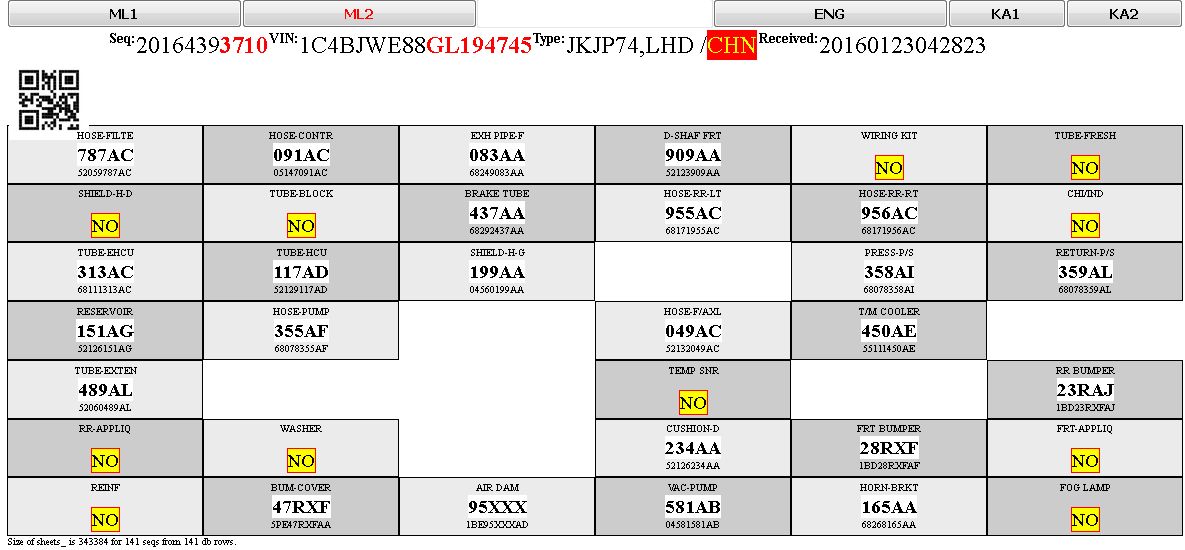 ML1 ML2 ENG KA1 KA2
Seq:201643937​10 VIN:1C4BJWE88GL194745 Type:JKJP74,LHD /CHN Received:20160123042823
HOSE-FILTE HOSE-CONTR EXH PIPE-F D-SHAF FRT WIRING KIT TUBE-FRESH
787AC 091AC 083AA 909AA NO NO
52059787AC 05147091AC 68249083AA 52123909AA
SHIELD-H-D TUBE-BLOCK BRAKE TUBE HOSE-RR-LT HOSE-RR-RT CHI/IND
NO NO 437AA 955AC 956AC NO
68292437AA 68171955AC 68171956AC
TUBE-EHCU TUBE-HCU SHIELD-H-G PRESS-P/S RETURN-P/S
313AC 117AD 199AA 358AI 359AL
68111313AC 52129117AD 04560199AA 68078358AI 68078359AL
RESERVOIR HOSE-PUMP HOSE-F/AXL T/M COOLER
151AG 355AF 049AC 450AE
52126151AG 68078355AF 52132049AC 55111450AE
TUBE-EXTEN TEMP SNR RR BUMPER
489AL NO 23RAJ
52060489AL 1BD23RXFAJ
RR-APPLIQ WASHER CUSHION-D FRT BUMPER FRT-APPLIQ
NO NO 234AA 28RXF NO
52126234AA 1BD28RXFAF
REINF BUM-COVER AIR DAM VAC-PUMP HORN-BRKT FOG LAMP
NO 47RXF 95XXX 581AB 165AA NO
5PE47RXFAA 1BE95XXXAD 04581581AB 68268165AA
Size of sheets_ is 343384 for 141 seqs from 141 db rows.